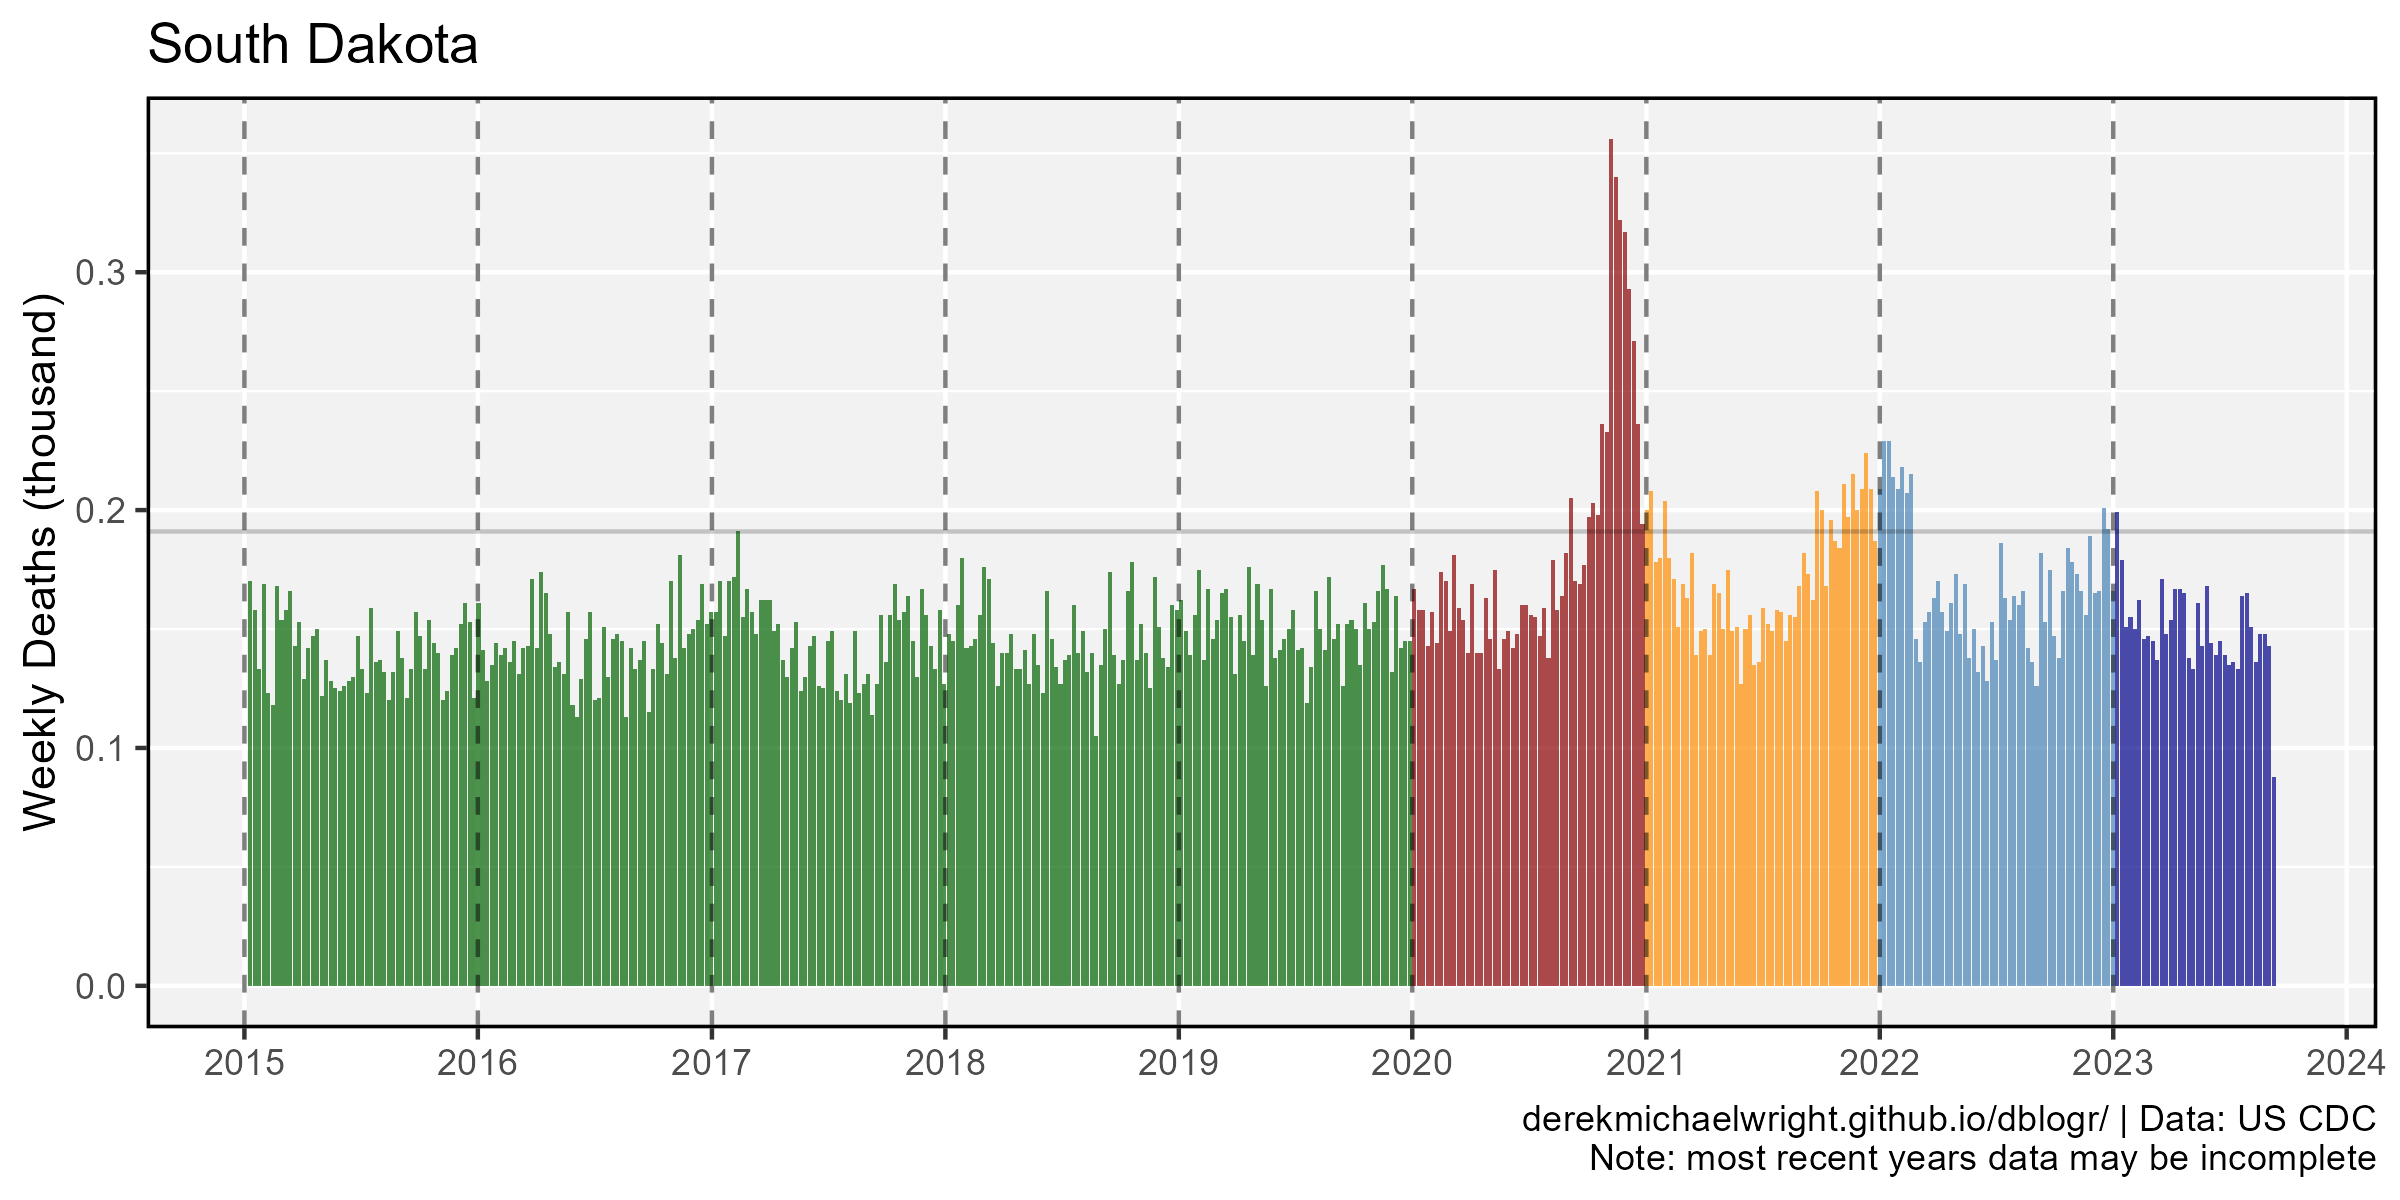 South Dakota
Weekly Deaths (thousand)
0.3
0.2
0.1
0.0
2015 2016 2017 2018 2019 2020 2021 2022 2023 2024
derekmichaelwright.github.io/dblogr/ | Data: US CDC
Note: most recent years data may be incomplete